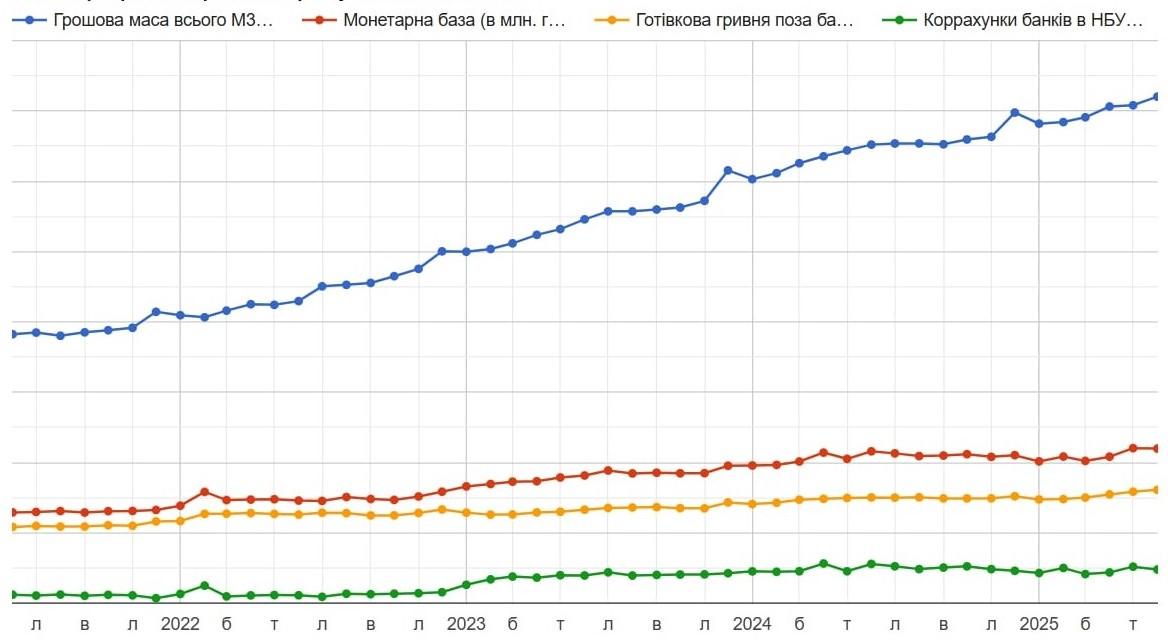 Грошова маса всього М3… Монетарна база (в млн. г… Готівкова гривня поза ба… Коррахунки банків в НБУ…
л в л 2022 б т л в л 2023 б т л в л 2024 б т л в л 2025 б т